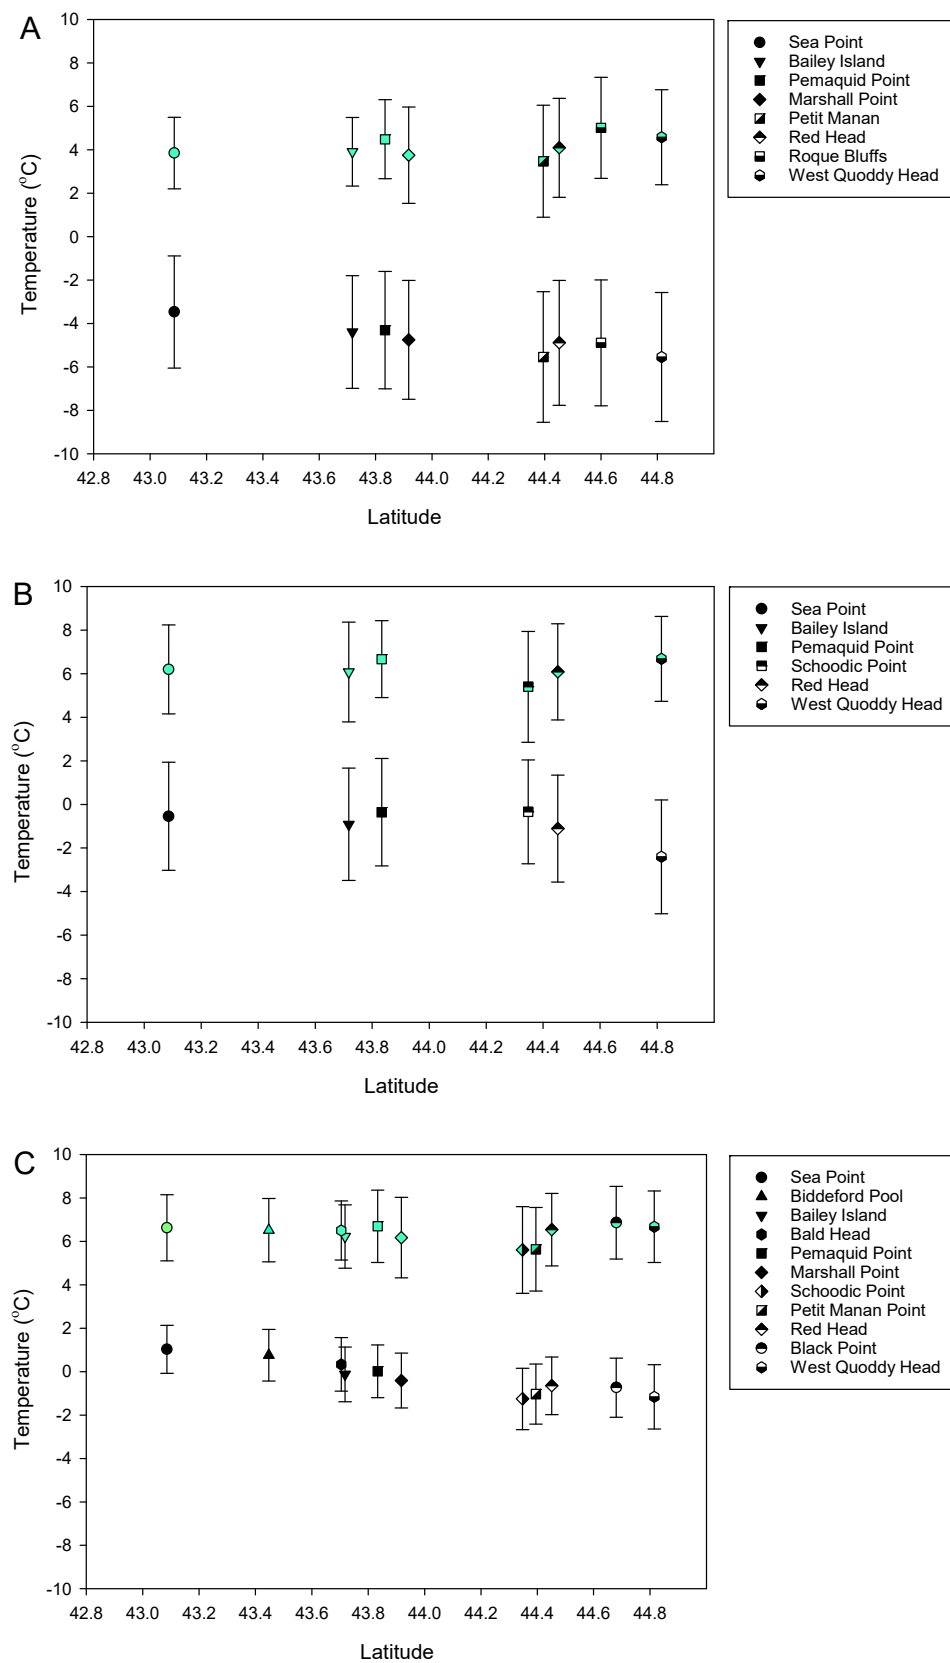 A
10
8
6
4
2
0
-2
-4
-6
-8
-10
Temperature (°C)
42.8 43.0 43.2 43.4 43.6 43.8 44.0 44.2 44.4 44.6 44.8
Latitude
Sea Point
Bailey Island
Pemaquid Point
Marshall Point
Petit Manan
Red Head
Roque Bluffs
West Quoddy Head
B
10
8
6
4
2
0
-2
-4
-6
-8
-10
Temperature (°C)
42.8 43.0 43.2 43.4 43.6 43.8 44.0 44.2 44.4 44.6 44.8
Latitude
Sea Point
Bailey Island
Pemaquid Point
Schoodic Point
Red Head
West Quoddy Head
C
10
8
6
4
2
0
-2
-4
-6
-8
-10
Temperature (°C)
42.8 43.0 43.2 43.4 43.6 43.8 44.0 44.2 44.4 44.6 44.8
Latitude
Sea Point
Biddeford Pool
Bailey Island
Bald Head
Pemaquid Point
Marshall Point
Schoodic Point
Petit Manan Point
Red Head
Black Point
West Quoddy Head